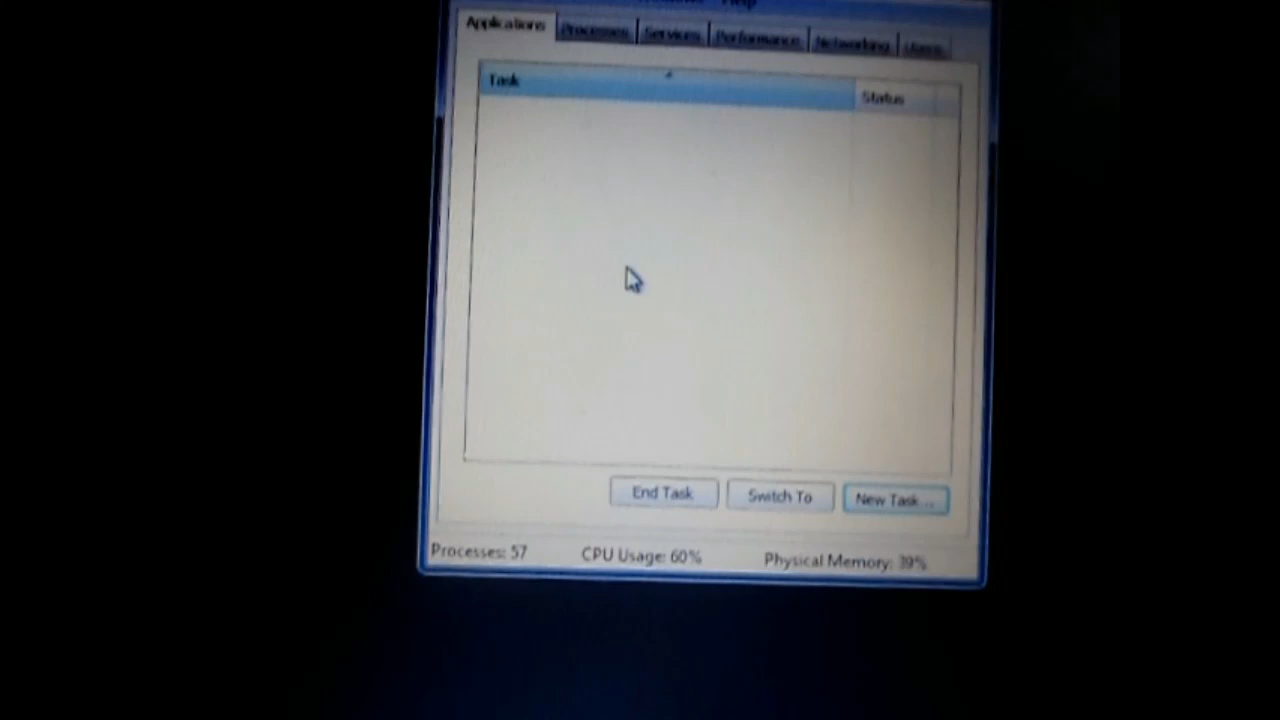 Help
Applications Processes Services Performance Networking Users
Task Status
End Task Switch To New Task...
Processes: 57 CPU Usage: 60% Physical Memory: 39%